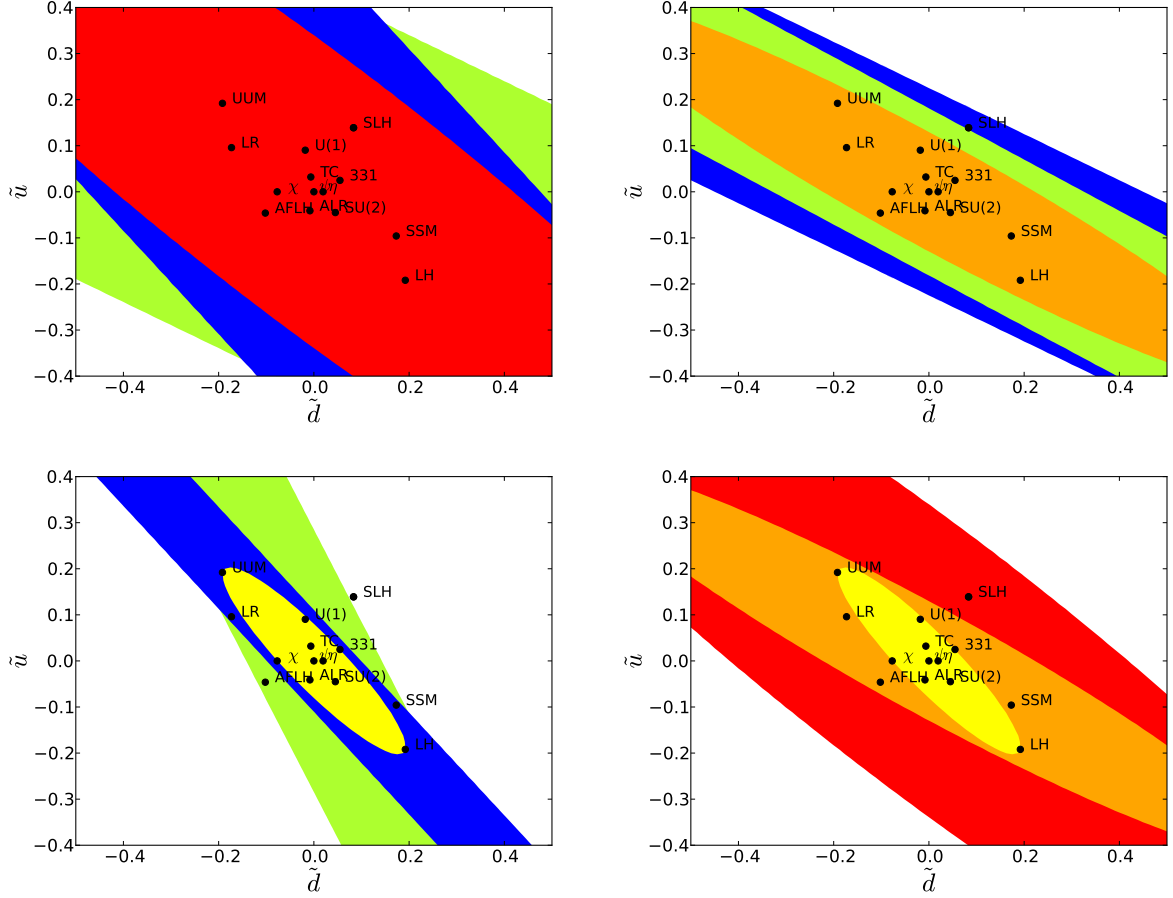 0.4
0.3
0.2
0.1
0.0
−0.1
−0.2
−0.3
−0.4
−0.4 −0.2 0.0 0.2 0.4
ũ
d̃
UUM
SLH
LR
U(1)
TC
331
χ
ψ η
AFLH
ALR
SU(2)
SSM
LH
0.4
0.3
0.2
0.1
0.0
−0.1
−0.2
−0.3
−0.4
−0.4 −0.2 0.0 0.2 0.4
ũ
d̃
UUM
SLH
LR
U(1)
TC
331
χ
ψ η
AFLH
ALR
SU(2)
SSM
LH
0.4
0.3
0.2
0.1
0.0
−0.1
−0.2
−0.3
−0.4
−0.4 −0.2 0.0 0.2 0.4
ũ
d̃
UUM
SLH
LR
U(1)
TC
331
χ
ψ η
AFLH
ALR
SU(2)
SSM
LH
0.4
0.3
0.2
0.1
0.0
−0.1
−0.2
−0.3
−0.4
−0.4 −0.2 0.0 0.2 0.4
ũ
d̃
UUM
SLH
LR
U(1)
TC
331
χ
ψ η
AFLH
ALR
SU(2)
SSM
LH